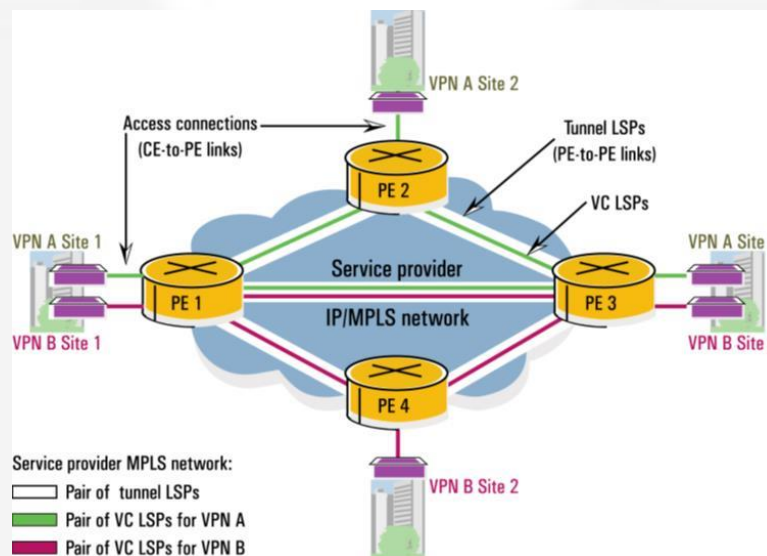 VPN A Site 2
Access connections
(CE-to-PE links)
Tunnel LSPs
(PE-to-PE links)
PE 2
VC LSPs
VPN A Site 1
VPN A Site
Service provider
PE 1
PE 3
IP/MPLS network
VPN B Site 1
VPN B Site
PE 4
Service provider MPLS network:
VPN B Site 2
Pair of tunnel LSPs
Pair of VC LSPs for VPN A
Pair of VC LSPs for VPN B